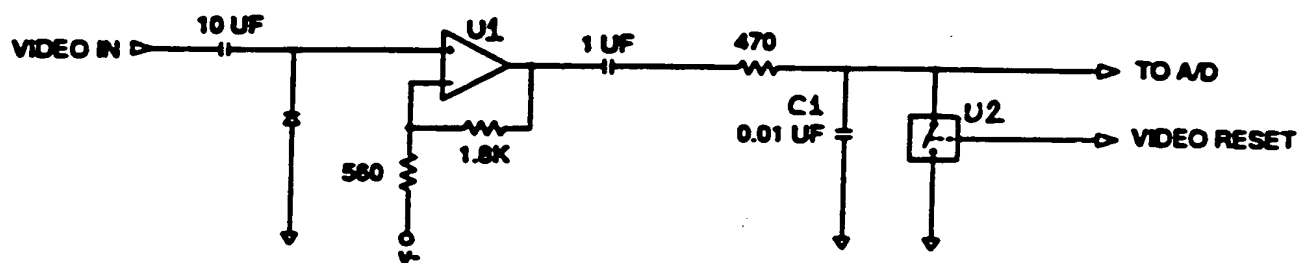 VIDEO IN
10 UF
U1
1 UF
470
TO A/D
C1
0.01 UF
U2
VIDEO RESET
1.8K
560
V-